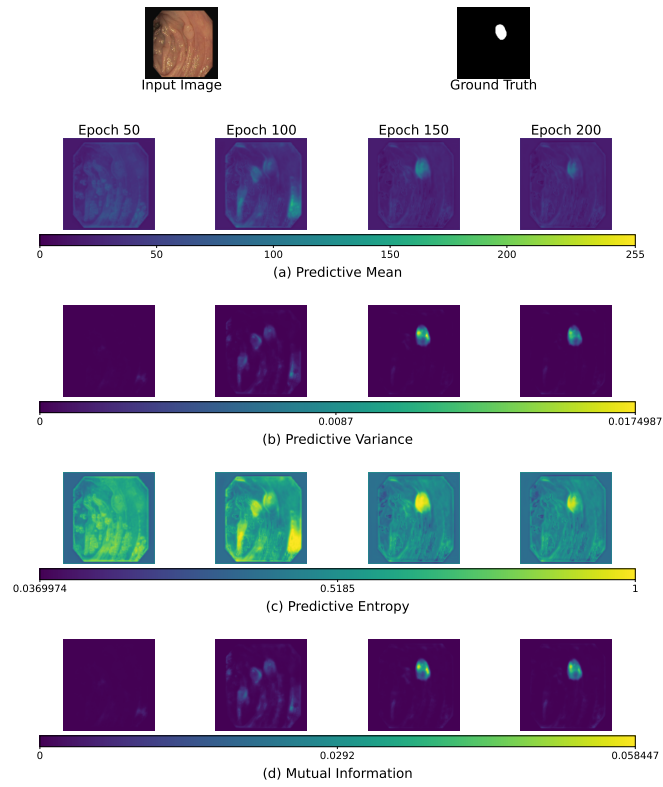 Input Image
Ground Truth
Epoch 50
Epoch 100
Epoch 150
Epoch 200
0
50
100
150
200
255
(a) Predictive Mean
0
0.0087
0.0174987
(b) Predictive Variance
0.0369974
0.5185
1
(c) Predictive Entropy
0
0.0292
0.058447
(d) Mutual Information